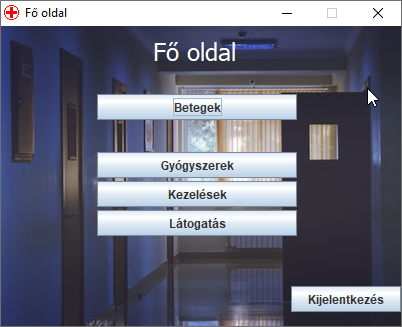 Fő oldal
Fő oldal
Betegek
Gyógyszerek
Kezelések
Látogatás
Kijelentkezés